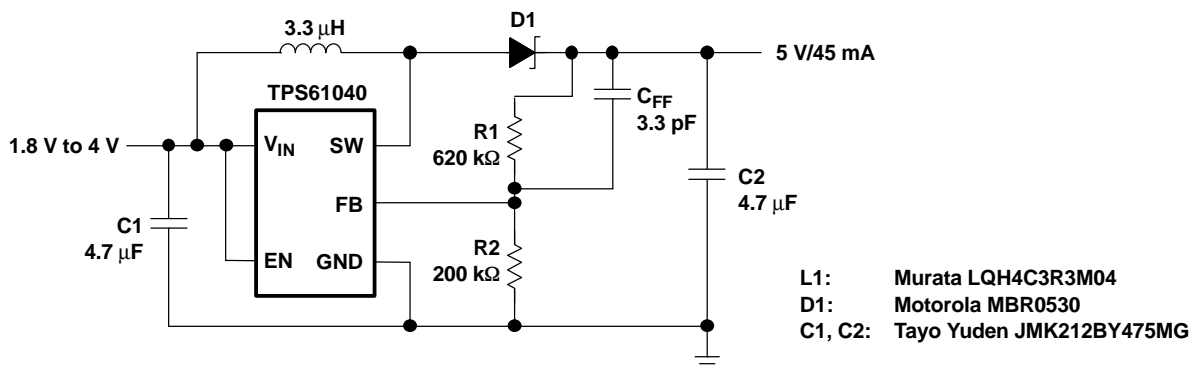 D1
3.3 μH
5 V/45 mA
TPS61040
CFF
3.3 pF
1.8 V to 4 V
VIN
SW
R1
620 kΩ
C2
4.7 μF
FB
C1
4.7 μF
R2
200 kΩ
EN
GND
L1: Murata LQH4C3R3M04
D1: Motorola MBR0530
C1, C2: Tayo Yuden JMK212BY475MG